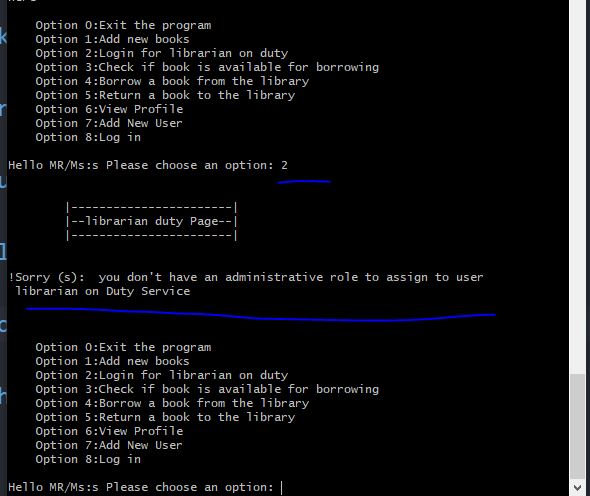 Option 0:Exit the program
Option 1:Add new books
Option 2:Login for librarian on duty
Option 3:Check if book is available for borrowing
Option 4:Borrow a book from the library
Option 5:Return a book to the library
Option 6:View Profile
Option 7:Add New User
Option 8:Log in
Hello MR/Ms:s Please choose an option: 2
|-----------------------|
|--librarian duty Page--|
|-----------------------|
!Sorry (s):  you don't have an administrative role to assign to user
librarian on Duty Service
Option 0:Exit the program
Option 1:Add new books
Option 2:Login for librarian on duty
Option 3:Check if book is available for borrowing
Option 4:Borrow a book from the library
Option 5:Return a book to the library
Option 6:View Profile
Option 7:Add New User
Option 8:Log in
Hello MR/Ms:s Please choose an option: